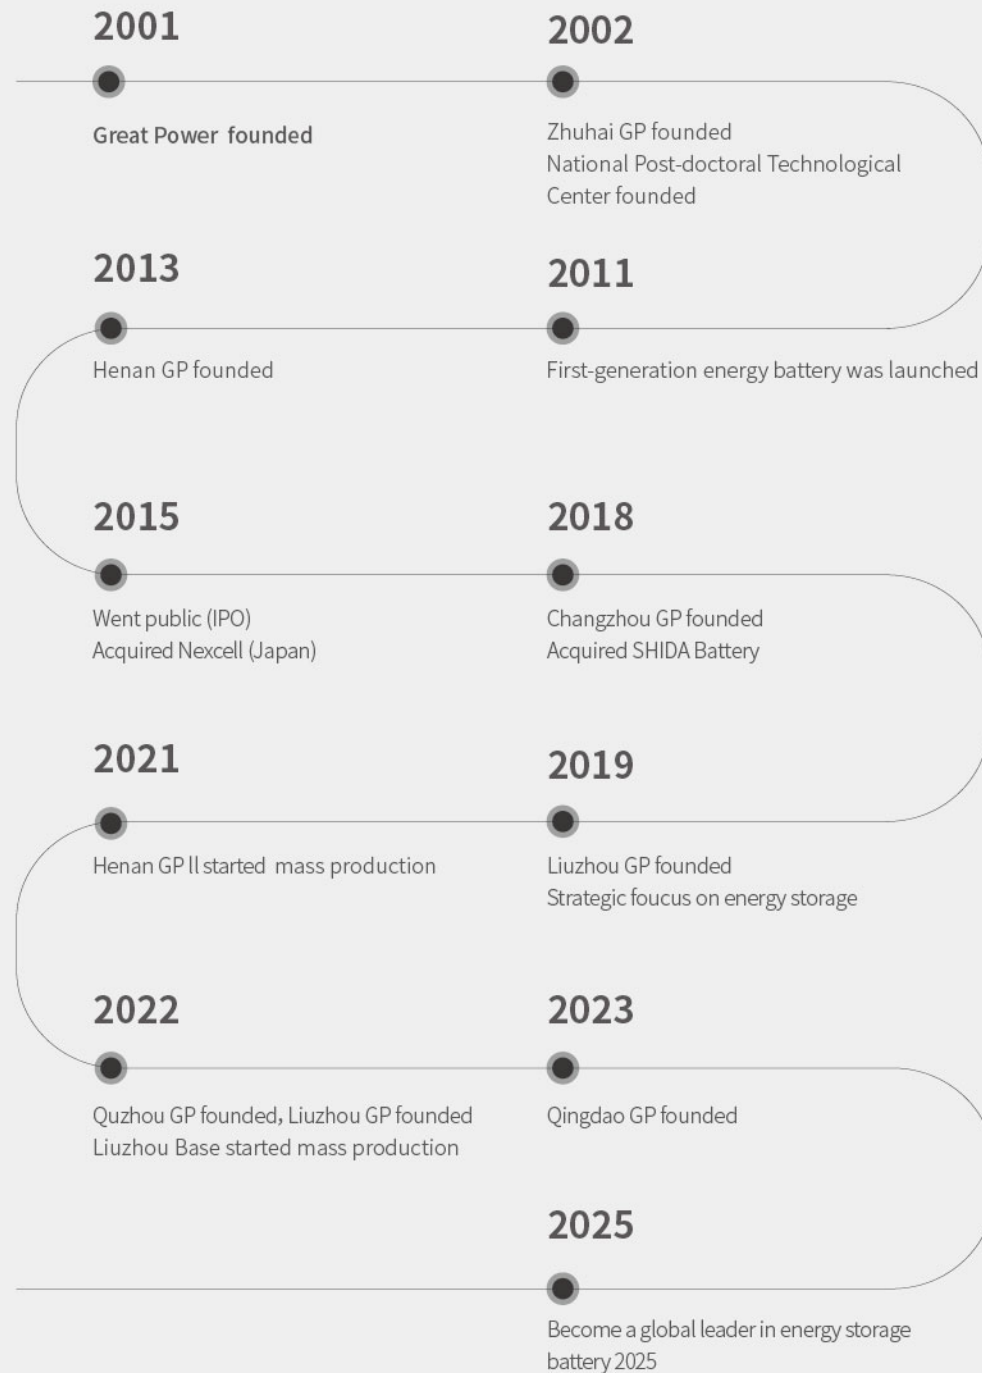 2001
Great Power founded
2002
Zhuhai GP founded
National Post-doctoral Technological
Center founded
2011
First-generation energy battery was launched
2013
Henan GP founded
2015
Went public (IPO)
Acquired Nexcell (Japan)
2018
Changzhou GP founded
Acquired SHIDA Battery
2019
Liuzhou GP founded
Strategic foucus on energy storage
2021
Henan GP ll started mass production
2022
Quzhou GP founded, Liuzhou GP founded
Liuzhou Base started mass production
2023
Qingdao GP founded
2025
Become a global leader in energy storage
battery 2025